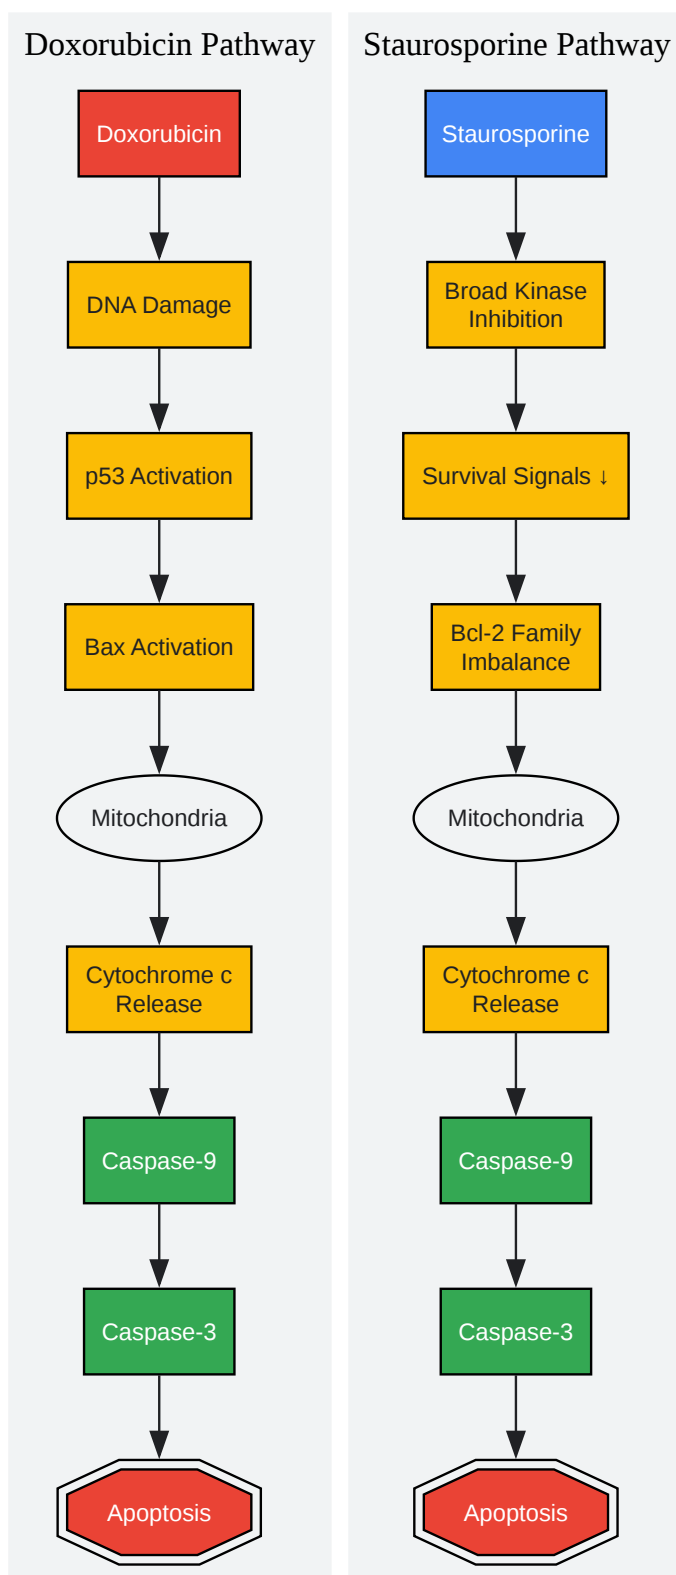 Doxorubicin Pathway
Doxorubicin
DNA Damage
p53 Activation
Bax Activation
Mitochondria
Cytochrome c
Release
Caspase-9
Caspase-3
Apoptosis
Staurosporine Pathway
Staurosporine
Broad Kinase
Inhibition
Survival Signals ↓
Bcl-2 Family
Imbalance
Mitochondria
Cytochrome c
Release
Caspase-9
Caspase-3
Apoptosis